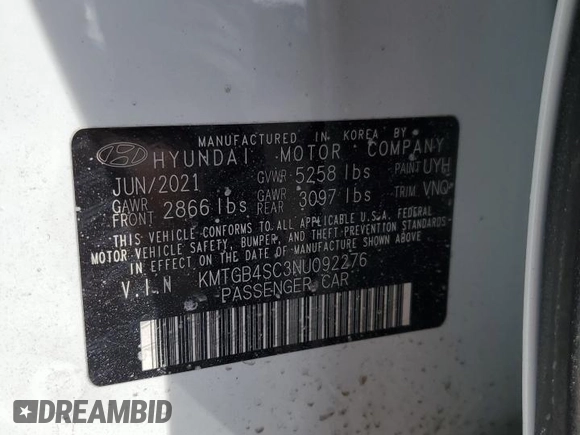 MANUFACTURED IN KOREA BY
HYUNDAI MOTOR COMPANY
JUN/2021 GVWR 5258 lbs PAINT UYH
GAWR FRONT 2866 lbs GAWR REAR 3097 lbs TRIM VNQ
THIS VEHICLE CONFORMS TO ALL APPLICABLE U.S.A. FEDERAL
MOTOR VEHICLE SAFETY, BUMPER, AND THEFT PREVENTION STANDARDS
IN EFFECT ON THE DATE OF MANUFACTURE SHOWN ABOVE.
V.I.N KMTGB4SC3NU092276
PASSENGER CAR
DREAMBID